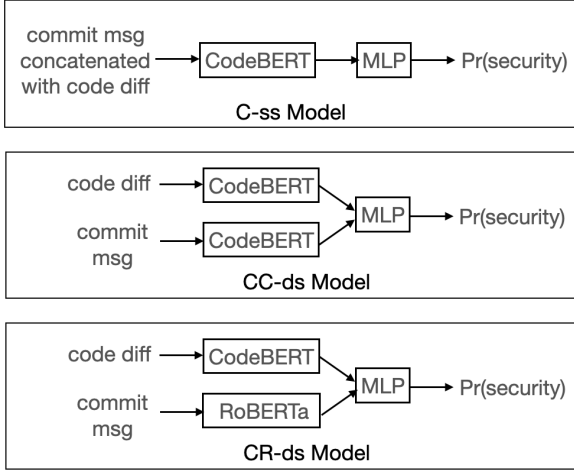 commit msg
concatenated
with code diff
CodeBERT
MLP
Pr(security)
C-ss Model
code diff
CodeBERT
commit
msg
CodeBERT
MLP
Pr(security)
CC-ds Model
code diff
CodeBERT
commit
msg
RoBERTa
MLP
Pr(security)
CR-ds Model